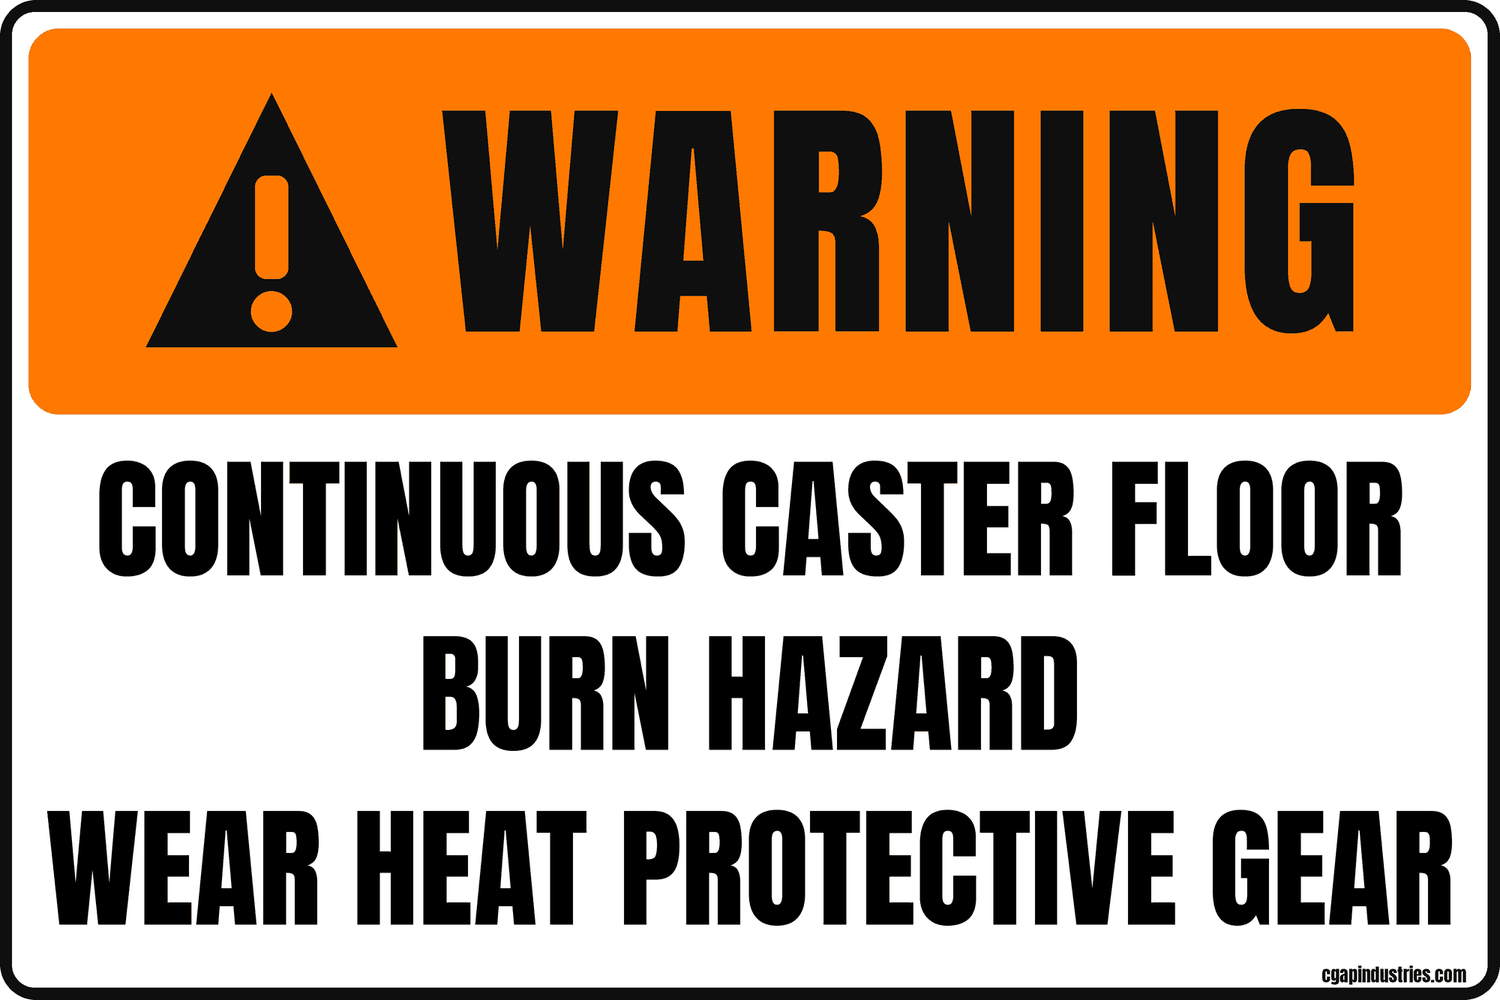 WARNING
CONTINUOUS CASTER FLOOR
BURN HAZARD
WEAR HEAT PROTECTIVE GEAR
cgapindustries.com